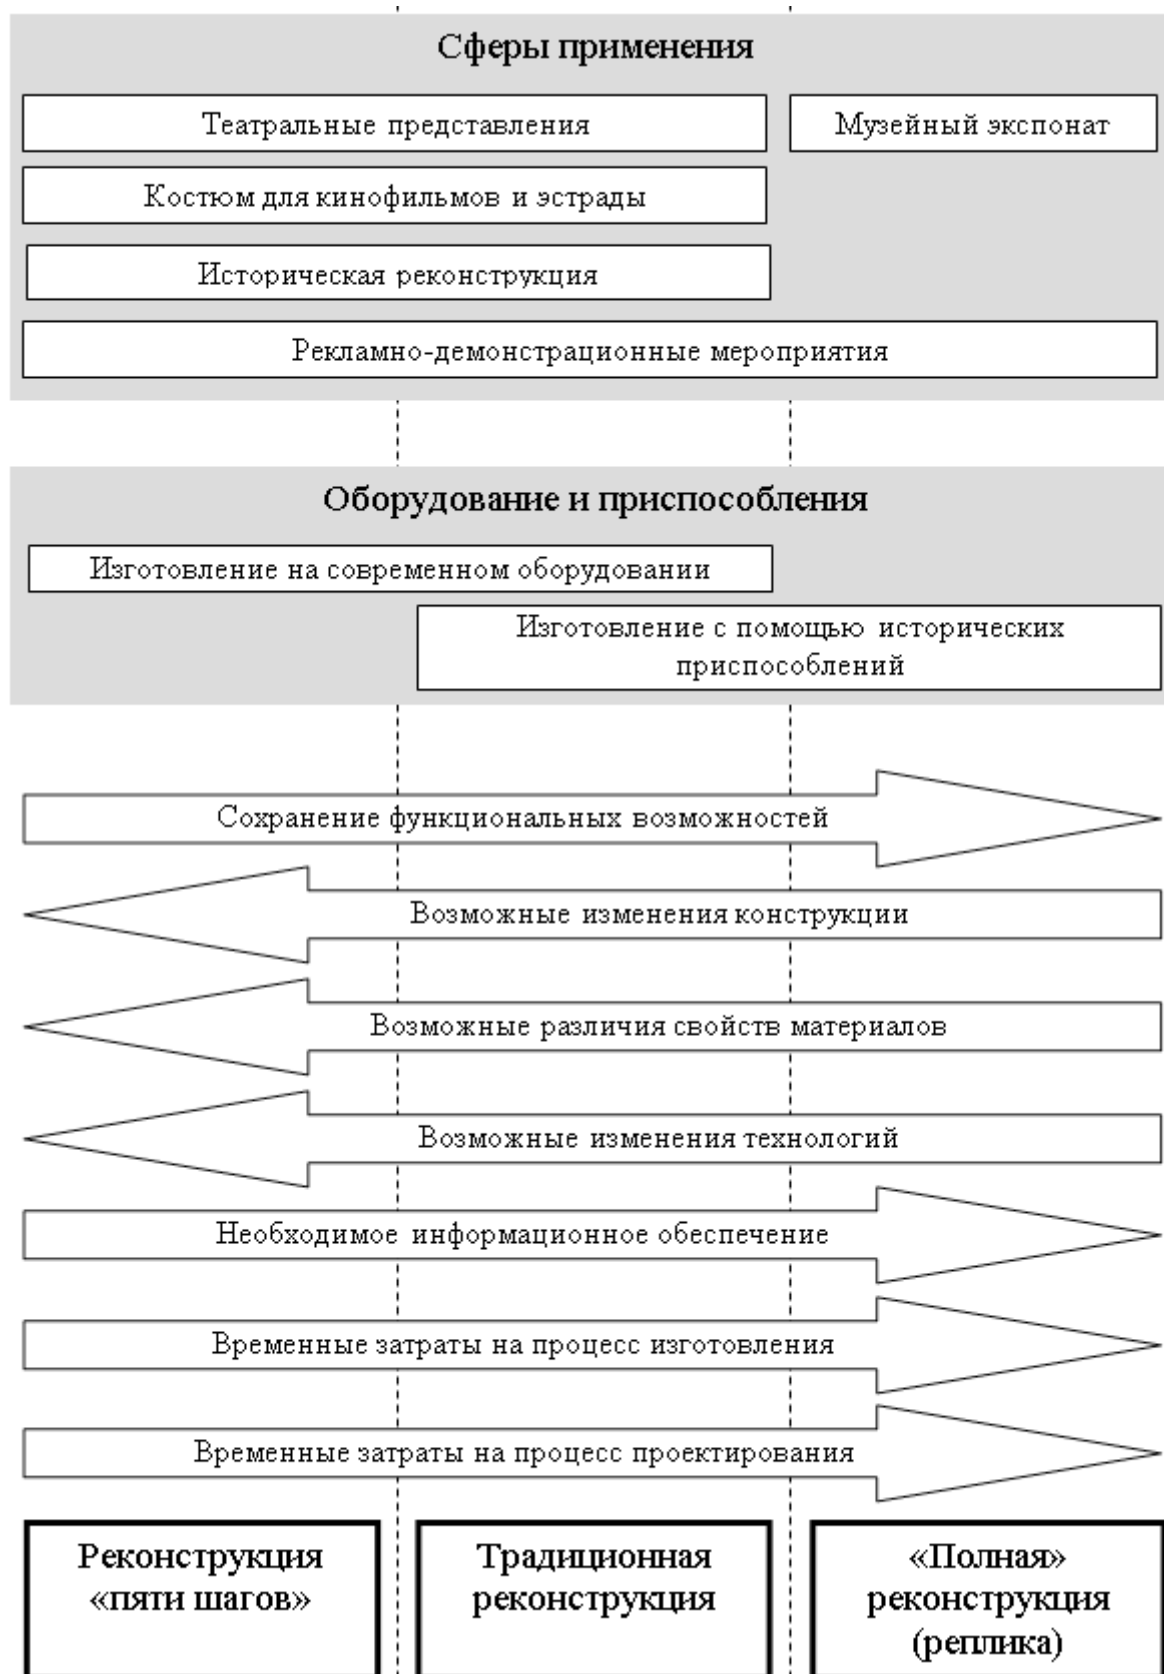 Сферы применения
Театральные представления
Музейный экспонат
Костюм для кинофильмов и эстрады
Историческая реконструкция
Рекламно-демонстрационные мероприятия
Оборудование и приспособления
Изготовление на современном оборудовании
Изготовление с помощью исторических
приспособлений
Сохранение функциональных возможностей
Возможные изменения конструкции
Возможные различия свойств материалов
Возможные изменения технологий
Необходимое информационное обеспечение
Временные затраты на процесс изготовления
Временные затраты на процесс проектирования
Реконструкция
«пяти шагов»
Традиционная
реконструкция
«Полная»
реконструкция
(реплика)